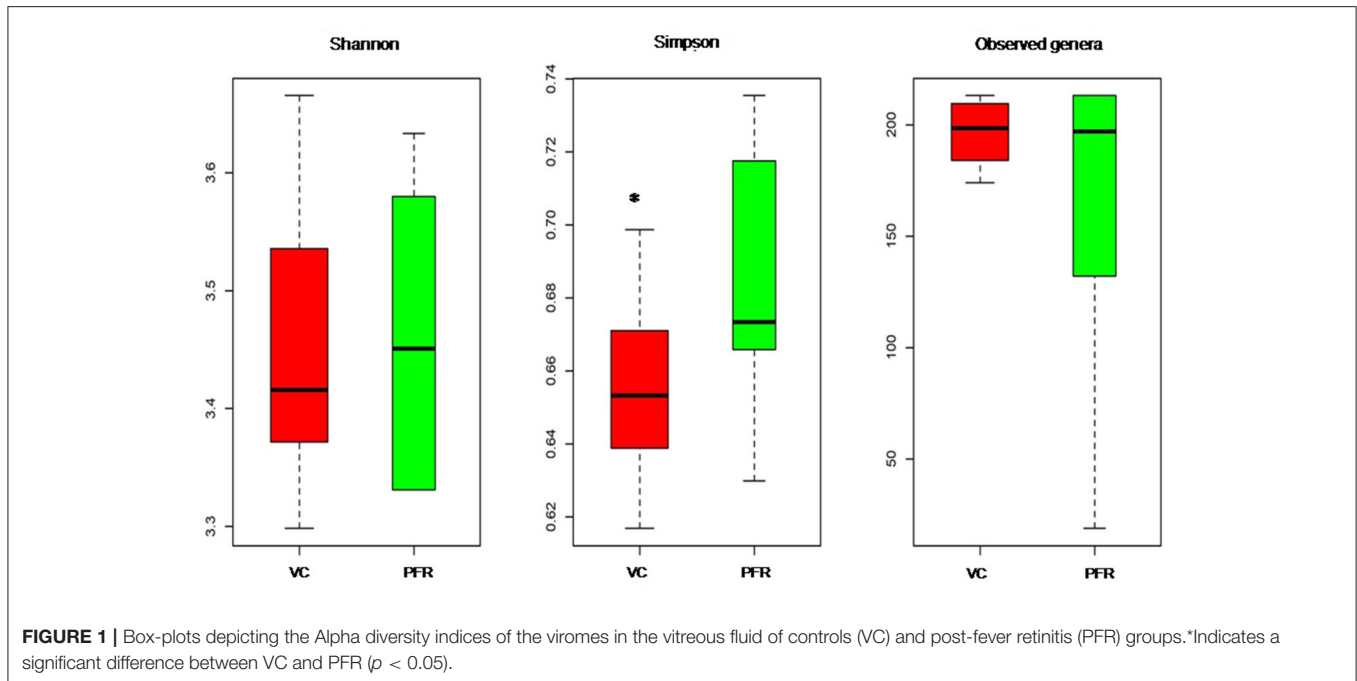 Shannon
Simpson
Observed genera
3.6
3.5
3.4
3.3
VC
PFR
0.74
0.72
0.70
0.68
0.66
0.64
0.62
*
VC
PFR
200
150
100
50
VC
PFR
FIGURE 1 | Box-plots depicting the Alpha diversity indices of the viromes in the vitreous fluid of controls (VC) and post-fever retinitis (PFR) groups.*Indicates a
significant difference between VC and PFR (p < 0.05).